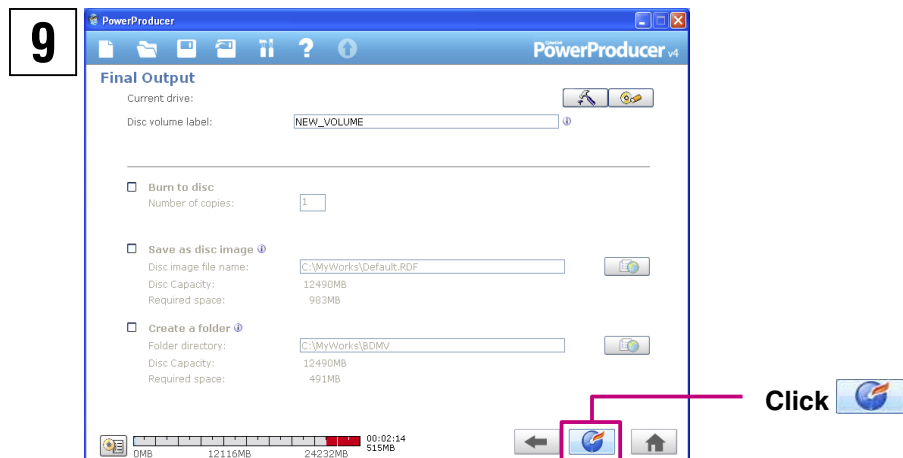 9
PowerProducer
CyberLink
PowerProducer v4
Final Output
Current drive:
Disc volume label: NEW_VOLUME
Burn to disc
Number of copies: 1
Save as disc image
Disc image file name: C:\MyWorks\Default.RDF
Disc Capacity: 12490MB
Required space: 983MB
Create a folder
Folder directory: C:\MyWorks\BDMV
Disc Capacity: 12490MB
Required space: 491MB
Click
00:02:14
515MB
0MB 12116MB 24232MB